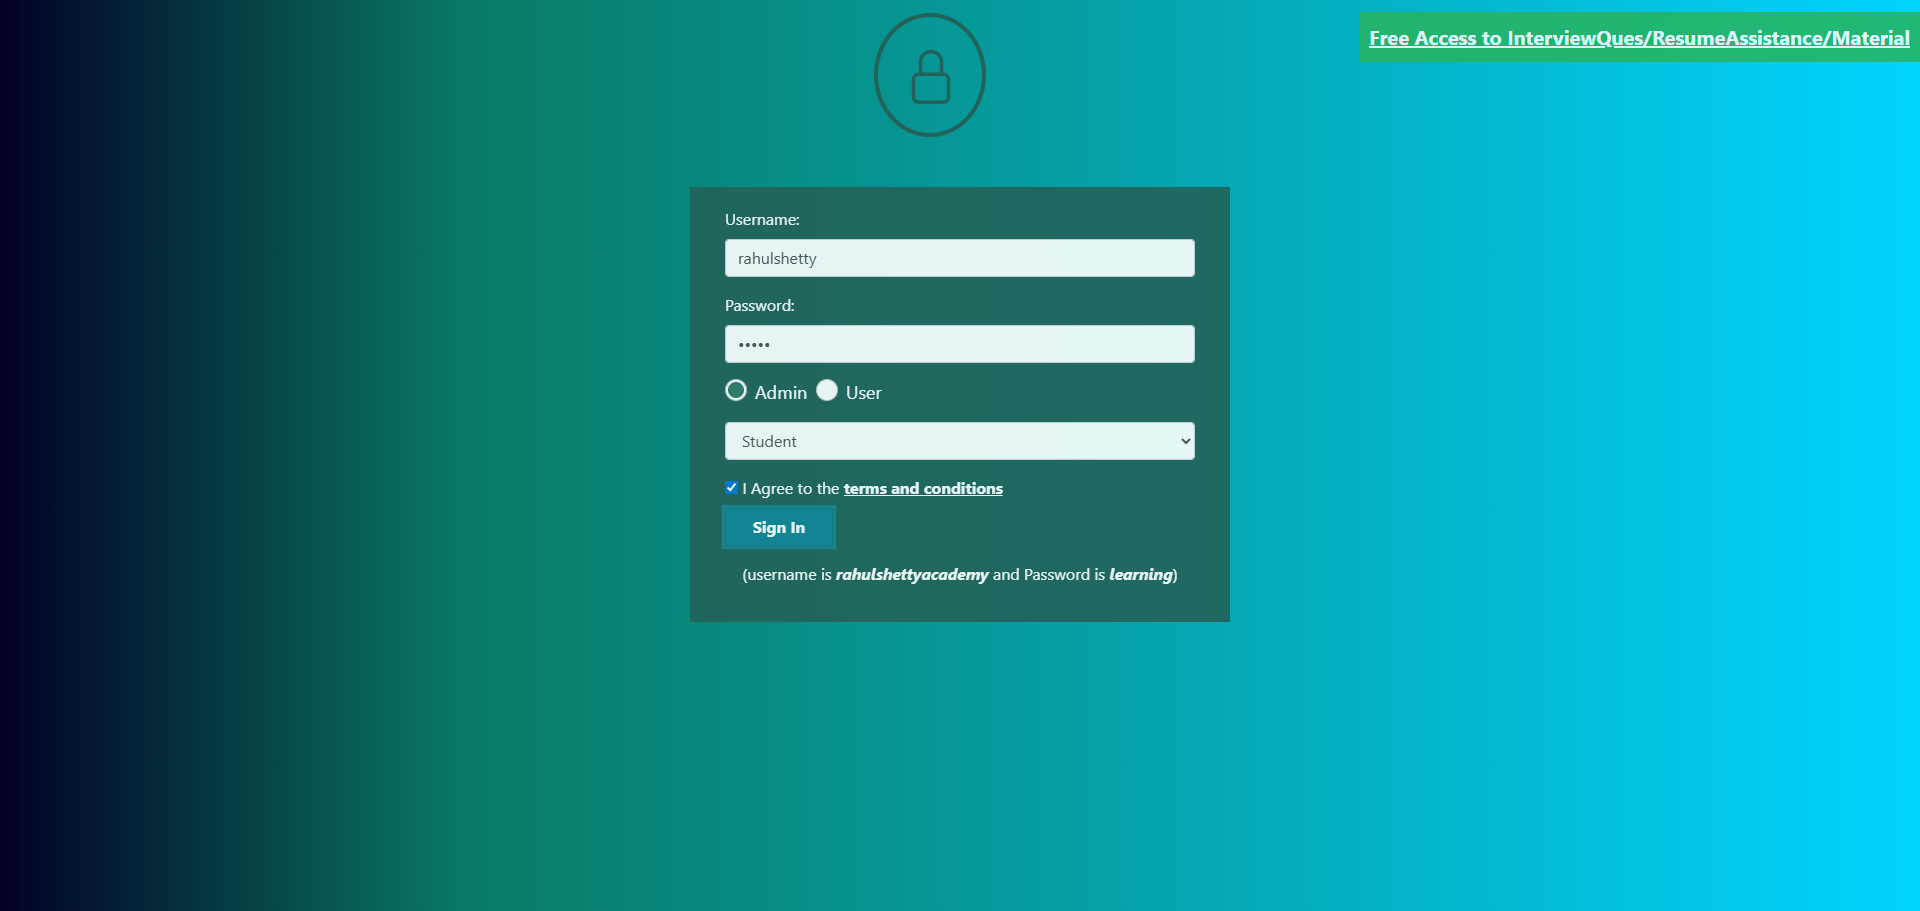 Free Access to InterviewQues/ResumeAssistance/Material
Username:
rahulshetty
Password:
•••••
Admin User
Student
I Agree to the terms and conditions
Sign In
(username is rahulshettyacademy and Password is learning)